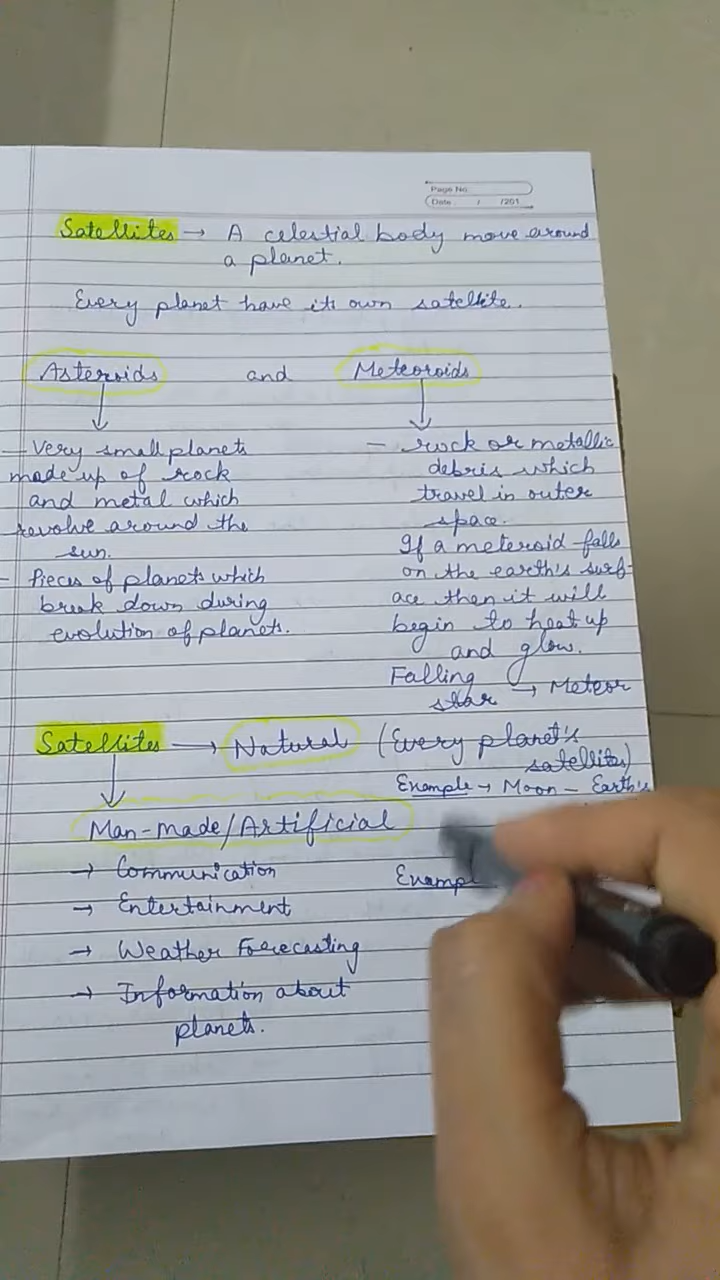 Page No.
Date / /201
Satellites → A celestial body move around
a planet.
Every planet have its own satellite.
Asteroids and Meteoroids
- Very small planets
made up of rock
and metal which
revolve around the
sun.
- Pieces of planets which
break down during
evolution of planets.
- rock or metallic
debris which
travel in outer
space.
If a meteroid falls
on the earth's surf-
ace then it will
begin to heat up
and glow.
Falling
star → Meteor
Satellites → Natural (Every planet's
satellites)
Example → Moon - Earth's
Man-made/Artificial
→ Communication
→ Entertainment
→ Weather Forecasting
→ Information about
planets.
Exampl